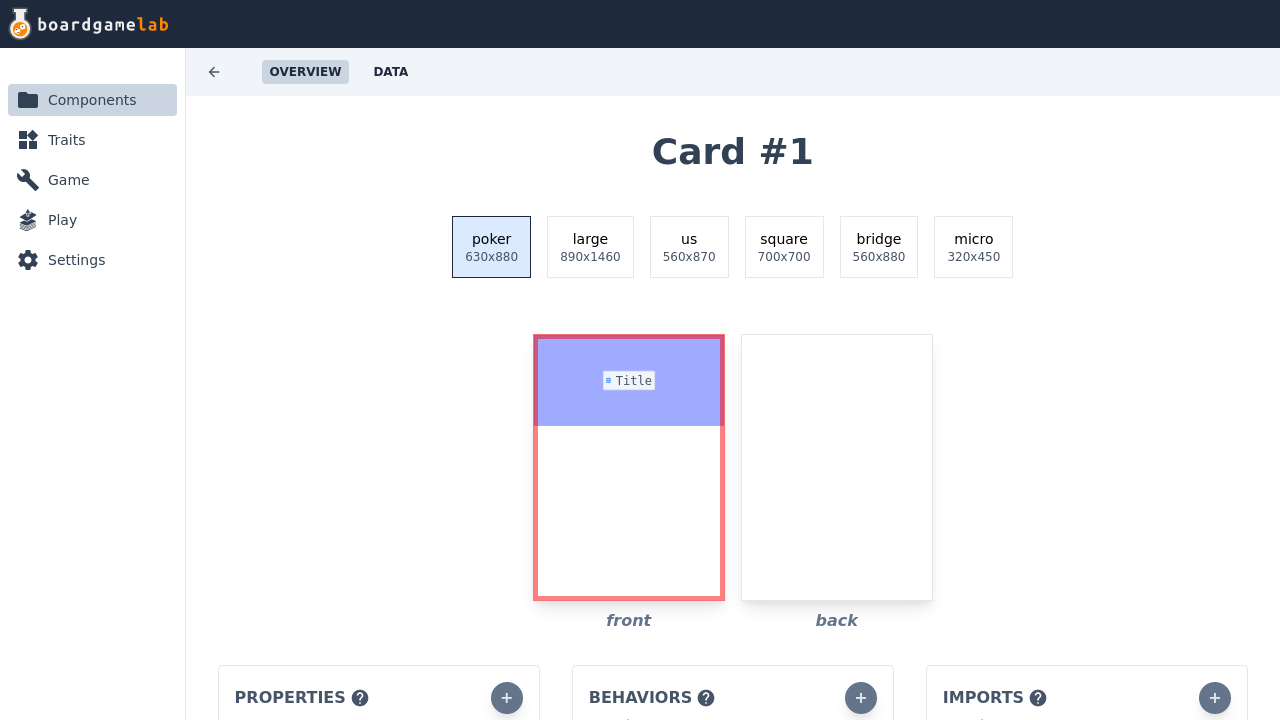 boardgamelab
OVERVIEW DATA
Components
Traits
Game
Play
Settings
Card #1
poker
630x880
large
890x1460
us
560x870
square
700x700
bridge
560x880
micro
320x450
Title
front
back
PROPERTIES ? +
BEHAVIORS ? +
IMPORTS ? +